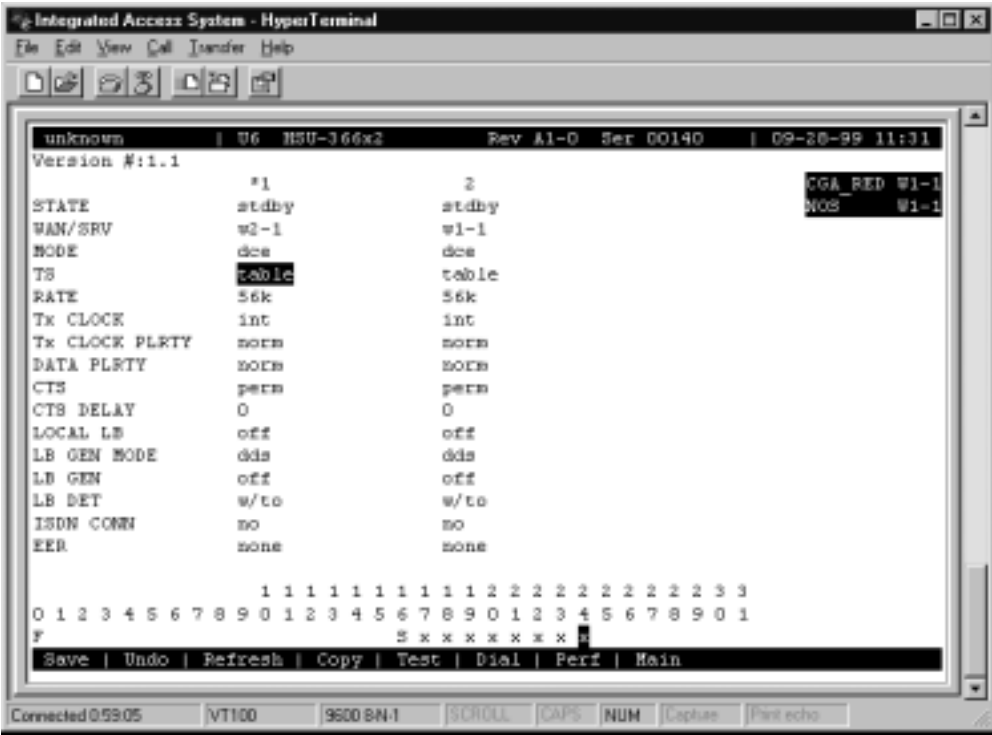 Integrated Access System - HyperTerminal
File Edit View Call Transfer Help
unknown | U6 HSU-366x2 Rev A1-0 Ser 00140 | 09-28-99 11:31
Version #:1.1
*1 2 CGA_RED W1-1
STATE stdby stdby NOS W1-1
WAN/SRV w2-1 w1-1
MODE dce dce
TS table table
RATE 56k 56k
Tx CLOCK int int
Tx CLOCK PLRTY norm norm
DATA PLRTY norm norm
CTS perm perm
CTS DELAY 0 0
LOCAL LB off off
LB GEN MODE dds dds
LB GEN off off
LB DET w/to w/to
ISDN CONN no no
EER none none
1 1 1 1 1 1 1 1 1 1 2 2 2 2 2 2 2 2 2 2 3 3
0 1 2 3 4 5 6 7 8 9 0 1 2 3 4 5 6 7 8 9 0 1 2 3 4 5 6 7 8 9 0 1
F S x x x x x x x x
Save | Undo | Refresh | Copy | Test | Dial | Perf | Main
Connected 0:59:05 VT100 9600 8-N-1 SCROLL CAPS NUM Capture Print echo